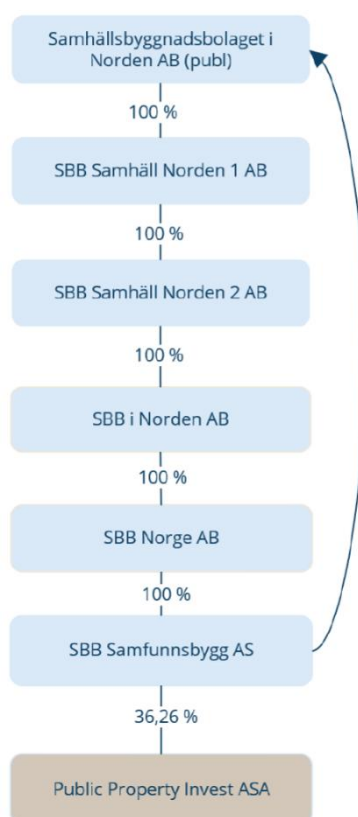 Samhällsbyggnadsbolaget i
Norden AB (publ)
100 %
SBB Samhäll Norden 1 AB
100 %
SBB Samhäll Norden 2 AB
100 %
SBB i Norden AB
100 %
SBB Norge AB
100 %
SBB Samfunnsbygg AS
36,26 %
Public Property Invest ASA